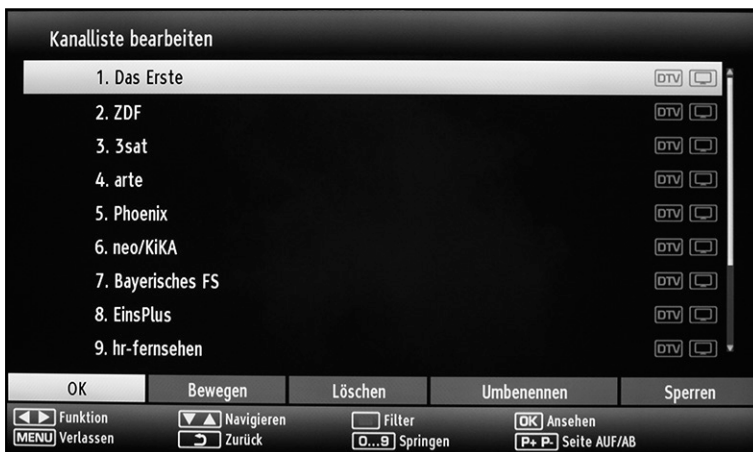 Kanalliste bearbeiten
1. Das Erste DTV
2. ZDF DTV
3. 3sat DTV
4. arte DTV
5. Phoenix DTV
6. neo/KiKA DTV
7. Bayerisches FS DTV
8. EinsPlus DTV
9. hr-fernsehen DTV
OK Bewegen Löschen Umbenennen Sperren
Funktion Navigieren Filter OK Ansehen
MENU Verlassen Zurück 0...9 Springen P+ P- Seite AUF/AB